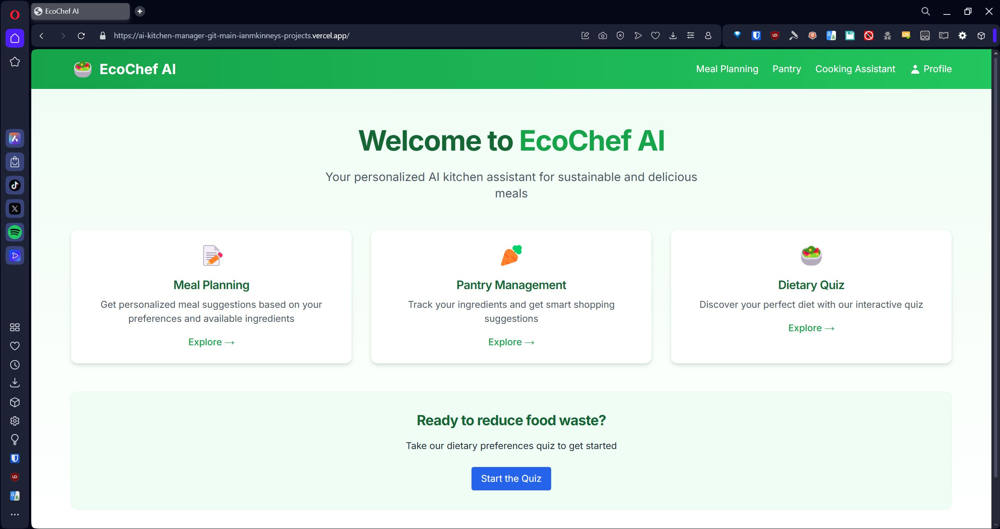 EcoChef AI
https://ai-kitchen-manager-git-main-ianmkinneys-projects.vercel.app/
EcoChef AI
Meal Planning
Pantry
Cooking Assistant
Profile
Welcome to EcoChef AI
Your personalized AI kitchen assistant for sustainable and delicious
meals
Meal Planning
Get personalized meal suggestions based on your
preferences and available ingredients
Explore →
Pantry Management
Track your ingredients and get smart shopping
suggestions
Explore →
Dietary Quiz
Discover your perfect diet with our interactive quiz
Explore →
Ready to reduce food waste?
Take our dietary preferences quiz to get started
Start the Quiz